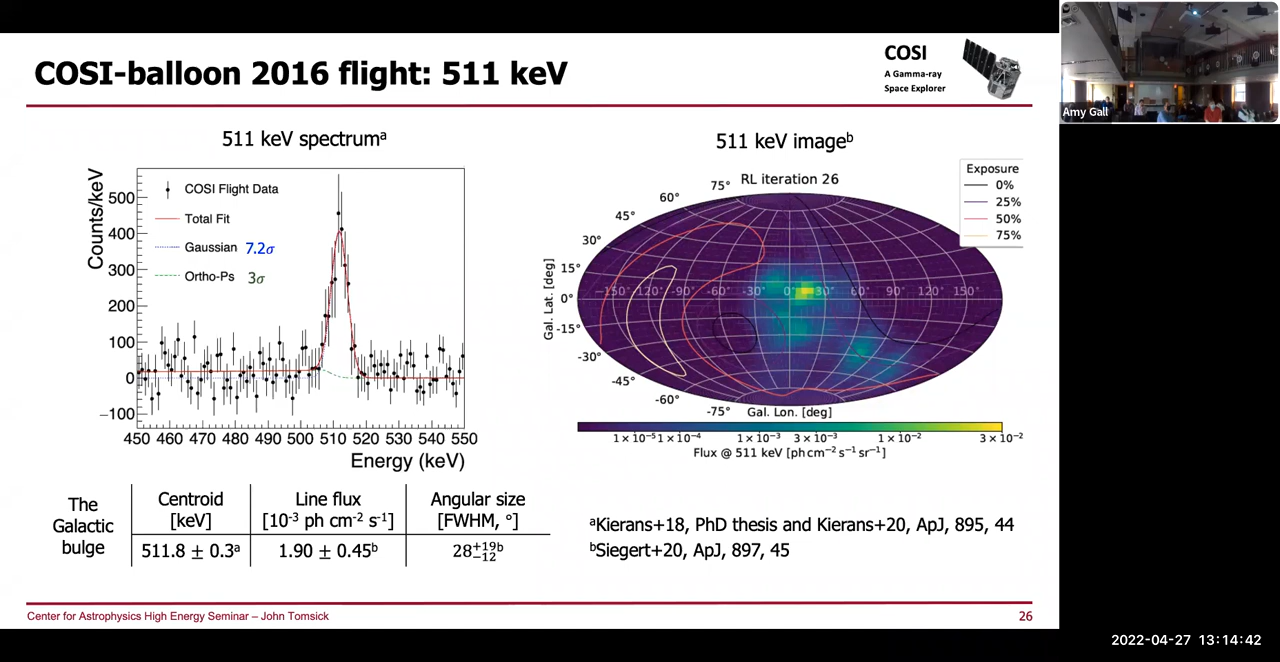 COSI-balloon 2016 flight: 511 keV
COSI
A Gamma-ray
Space Explorer
Amy Gall
511 keV spectrumᵃ
Counts/keV
500
400
300
200
100
0
−100
COSI Flight Data
Total Fit
Gaussian 7.2σ
Ortho-Ps 3σ
450 460 470 480 490 500 510 520 530 540 550
Energy (keV)
511 keV imageᵇ
RL iteration 26
Exposure
0%
25%
50%
75%
75°
60°
45°
30°
15°
0°
-15°
-30°
-45°
-60°
-75°
Gal. Lat. [deg]
−150° -120° -90° -60° -30° 0° 30° 60° 90° 120° 150°
Gal. Lon. [deg]
1×10⁻⁵ 1×10⁻⁴ 1×10⁻³ 3×10⁻³ 1×10⁻² 3×10⁻²
Flux @ 511 keV [ph cm⁻² s⁻¹ sr⁻¹]
The
Galactic
bulge
Centroid
[keV]
Line flux
[10⁻³ ph cm⁻² s⁻¹]
Angular size
[FWHM, °]
511.8 ± 0.3ᵃ
1.90 ± 0.45ᵇ
28⁺¹⁹₋₁₂ᵇ
ᵃKierans+18, PhD thesis and Kierans+20, ApJ, 895, 44
ᵇSiegert+20, ApJ, 897, 45
Center for Astrophysics High Energy Seminar – John Tomsick
26
2022-04-27 13:14:42